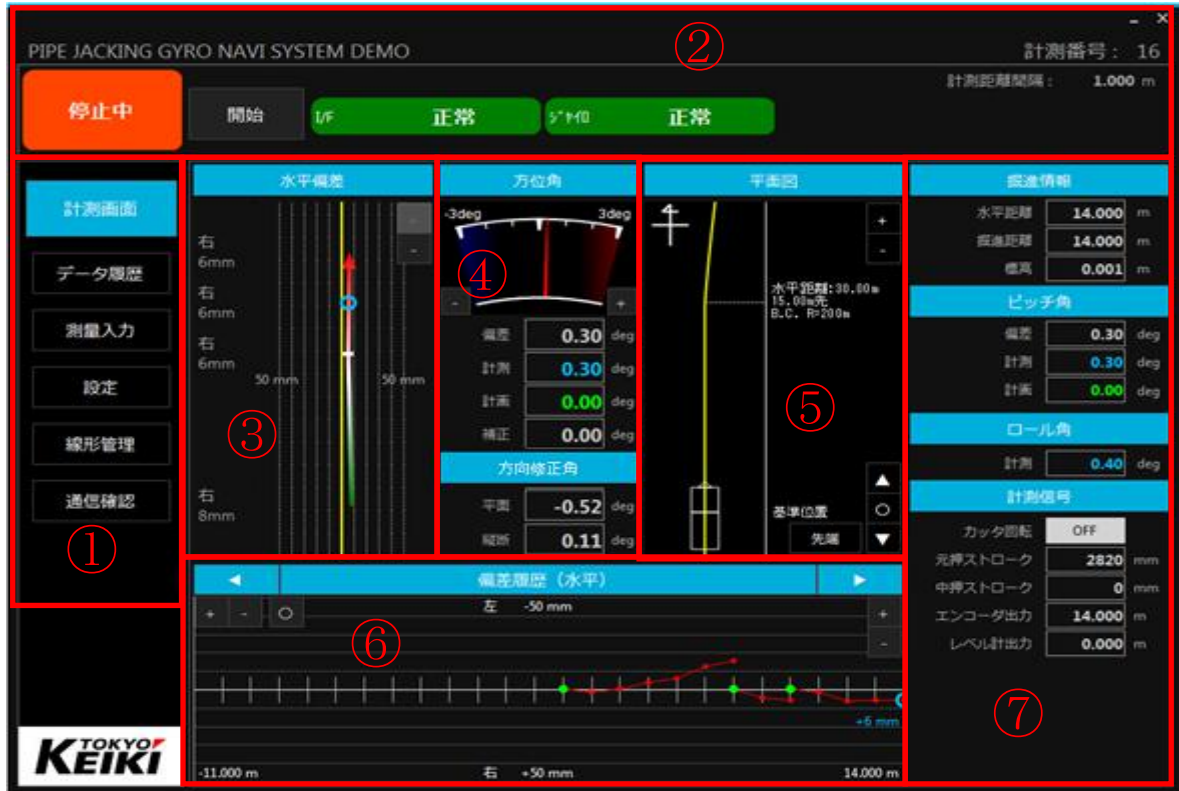 ②
PIPE JACKING GYRO NAVI SYSTEM DEMO
計測番号： 16
計測距離間隔： 1.000 m
停止中
開始
I/F 正常
ｼﾞｬｲﾛ 正常
計測画面
データ履歴
測量入力
設定
線形管理
通信確認
①
TOKYO
KEIKI
水平偏差
+
-
右
6mm
右
6mm
右
6mm
50 mm
50 mm
③
右
8mm
方位角
-3deg
3deg
④
-
+
偏差 0.30 deg
計測 0.30 deg
計画 0.00 deg
補正 0.00 deg
方向修正角
平面 -0.52 deg
縦断 0.11 deg
平面図
+
-
水平距離:30.00m
15.00m先
B.C. R=200m
⑤
▲
基準位置 ○
先端 ▼
◀ 偏差履歴（水平） ▶
+ - ○
左 -50 mm
+
-
⑥
+6 mm
-11.000 m
右 +50 mm
14.000 m
掘進情報
水平距離 14.000 m
掘進距離 14.000 m
標高 0.001 m
ピッチ角
偏差 0.30 deg
計測 0.30 deg
計画 0.00 deg
ロール角
計測 0.40 deg
計測信号
カッタ回転 OFF
元押ストローク 2820 mm
中押ストローク 0 mm
エンコーダ出力 14.000 m
レベル計出力 0.000 m
⑦